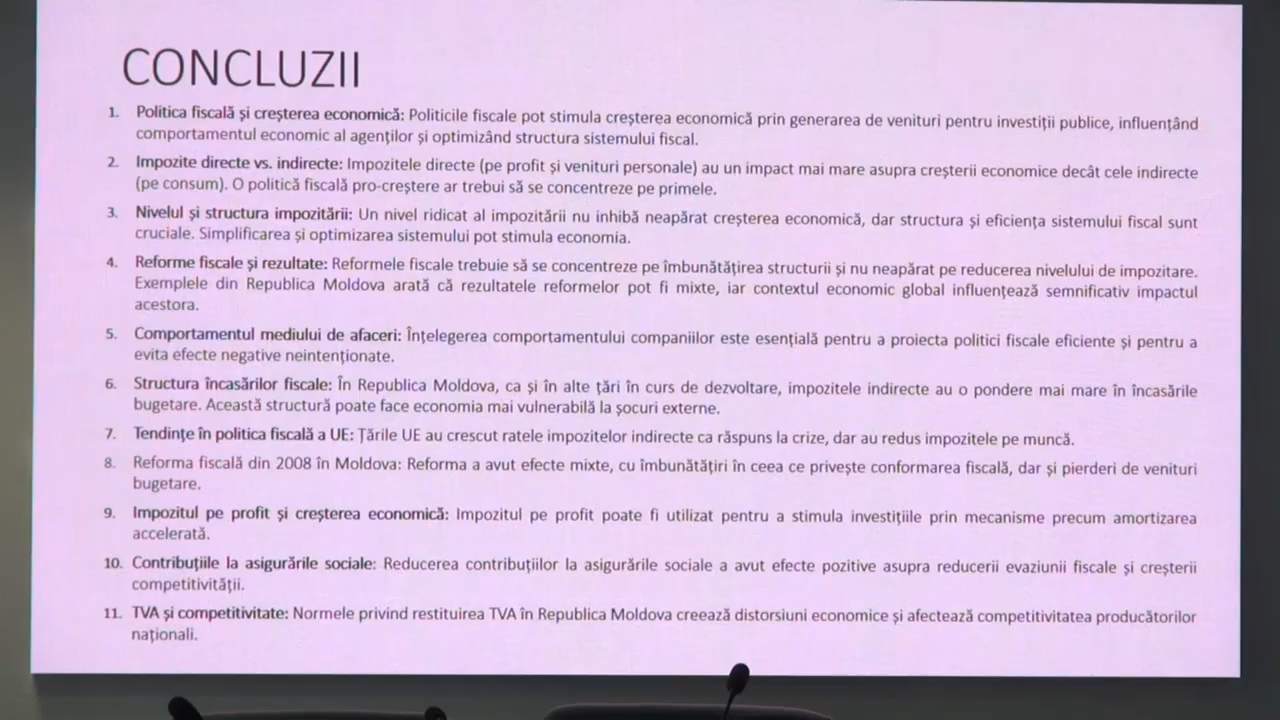 CONCLUZII
1. Politica fiscală și creșterea economică: Politicile fiscale pot stimula creșterea economică prin generarea de venituri pentru investiții publice, influențând
comportamentul economic al agenților și optimizând structura sistemului fiscal.
2. Impozite directe vs. indirecte: Impozitele directe (pe profit și venituri personale) au un impact mai mare asupra creșterii economice decât cele indirecte
(pe consum). O politică fiscală pro-creștere ar trebui să se concentreze pe primele.
3. Nivelul și structura impozitării: Un nivel ridicat al impozitării nu inhibă neapărat creșterea economică, dar structura și eficiența sistemului fiscal sunt
cruciale. Simplificarea și optimizarea sistemului pot stimula economia.
4. Reforme fiscale și rezultate: Reformele fiscale trebuie să se concentreze pe îmbunătățirea structurii și nu neapărat pe reducerea nivelului de impozitare.
Exemplele din Republica Moldova arată că rezultatele reformelor pot fi mixte, iar contextul economic global influențează semnificativ impactul
acestora.
5. Comportamentul mediului de afaceri: Înțelegerea comportamentului companiilor este esențială pentru a proiecta politici fiscale eficiente și pentru a
evita efecte negative neintenționate.
6. Structura încasărilor fiscale: În Republica Moldova, ca și în alte țări în curs de dezvoltare, impozitele indirecte au o pondere mai mare în încasările
bugetare. Această structură poate face economia mai vulnerabilă la șocuri externe.
7. Tendințe în politica fiscală a UE: Țările UE au crescut ratele impozitelor indirecte ca răspuns la crize, dar au redus impozitele pe muncă.
8. Reforma fiscală din 2008 în Moldova: Reforma a avut efecte mixte, cu îmbunătățiri în ceea ce privește conformarea fiscală, dar și pierderi de venituri
bugetare.
9. Impozitul pe profit și creșterea economică: Impozitul pe profit poate fi utilizat pentru a stimula investițiile prin mecanisme precum amortizarea
accelerată.
10. Contribuțiile la asigurările sociale: Reducerea contribuțiilor la asigurările sociale a avut efecte pozitive asupra reducerii evaziunii fiscale și creșterii
competitivității.
11. TVA și competitivitate: Normele privind restituirea TVA în Republica Moldova creează distorsiuni economice și afectează competitivitatea producătorilor
naționali.